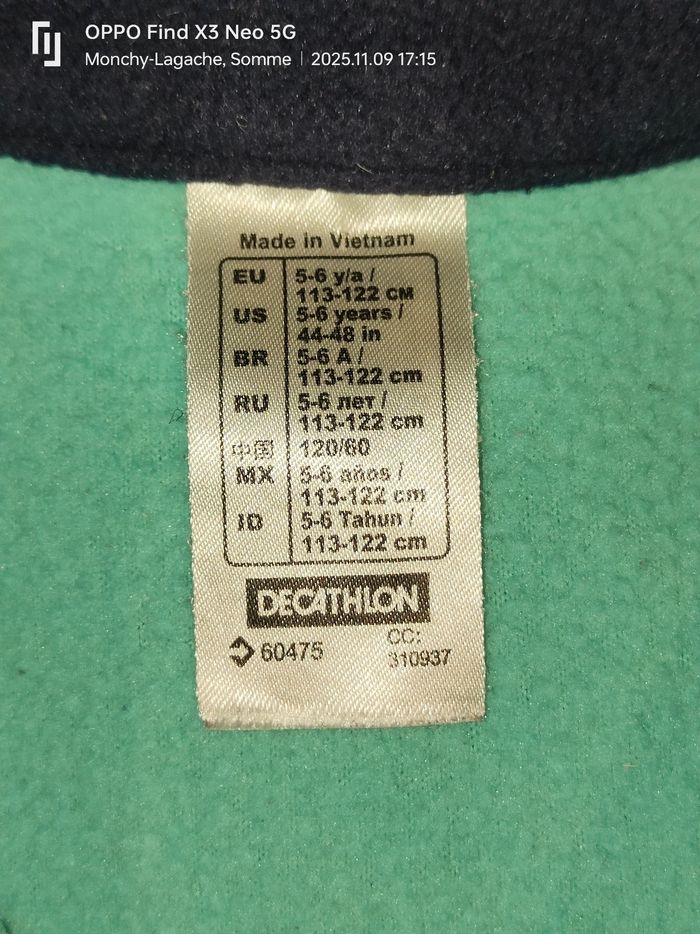 OPPO Find X3 Neo 5G
Monchy-Lagache, Somme | 2025.11.09 17:15
Made in Vietnam
EU 5-6 y/a /
113-122 см
US 5-6 years /
44-48 in
BR 5-6 A /
113-122 cm
RU 5-6 лет /
113-122 cm
中国 120/60
MX 5-6 años /
113-122 cm
ID 5-6 Tahun /
113-122 cm
DECATHLON
60475 CC:
310937